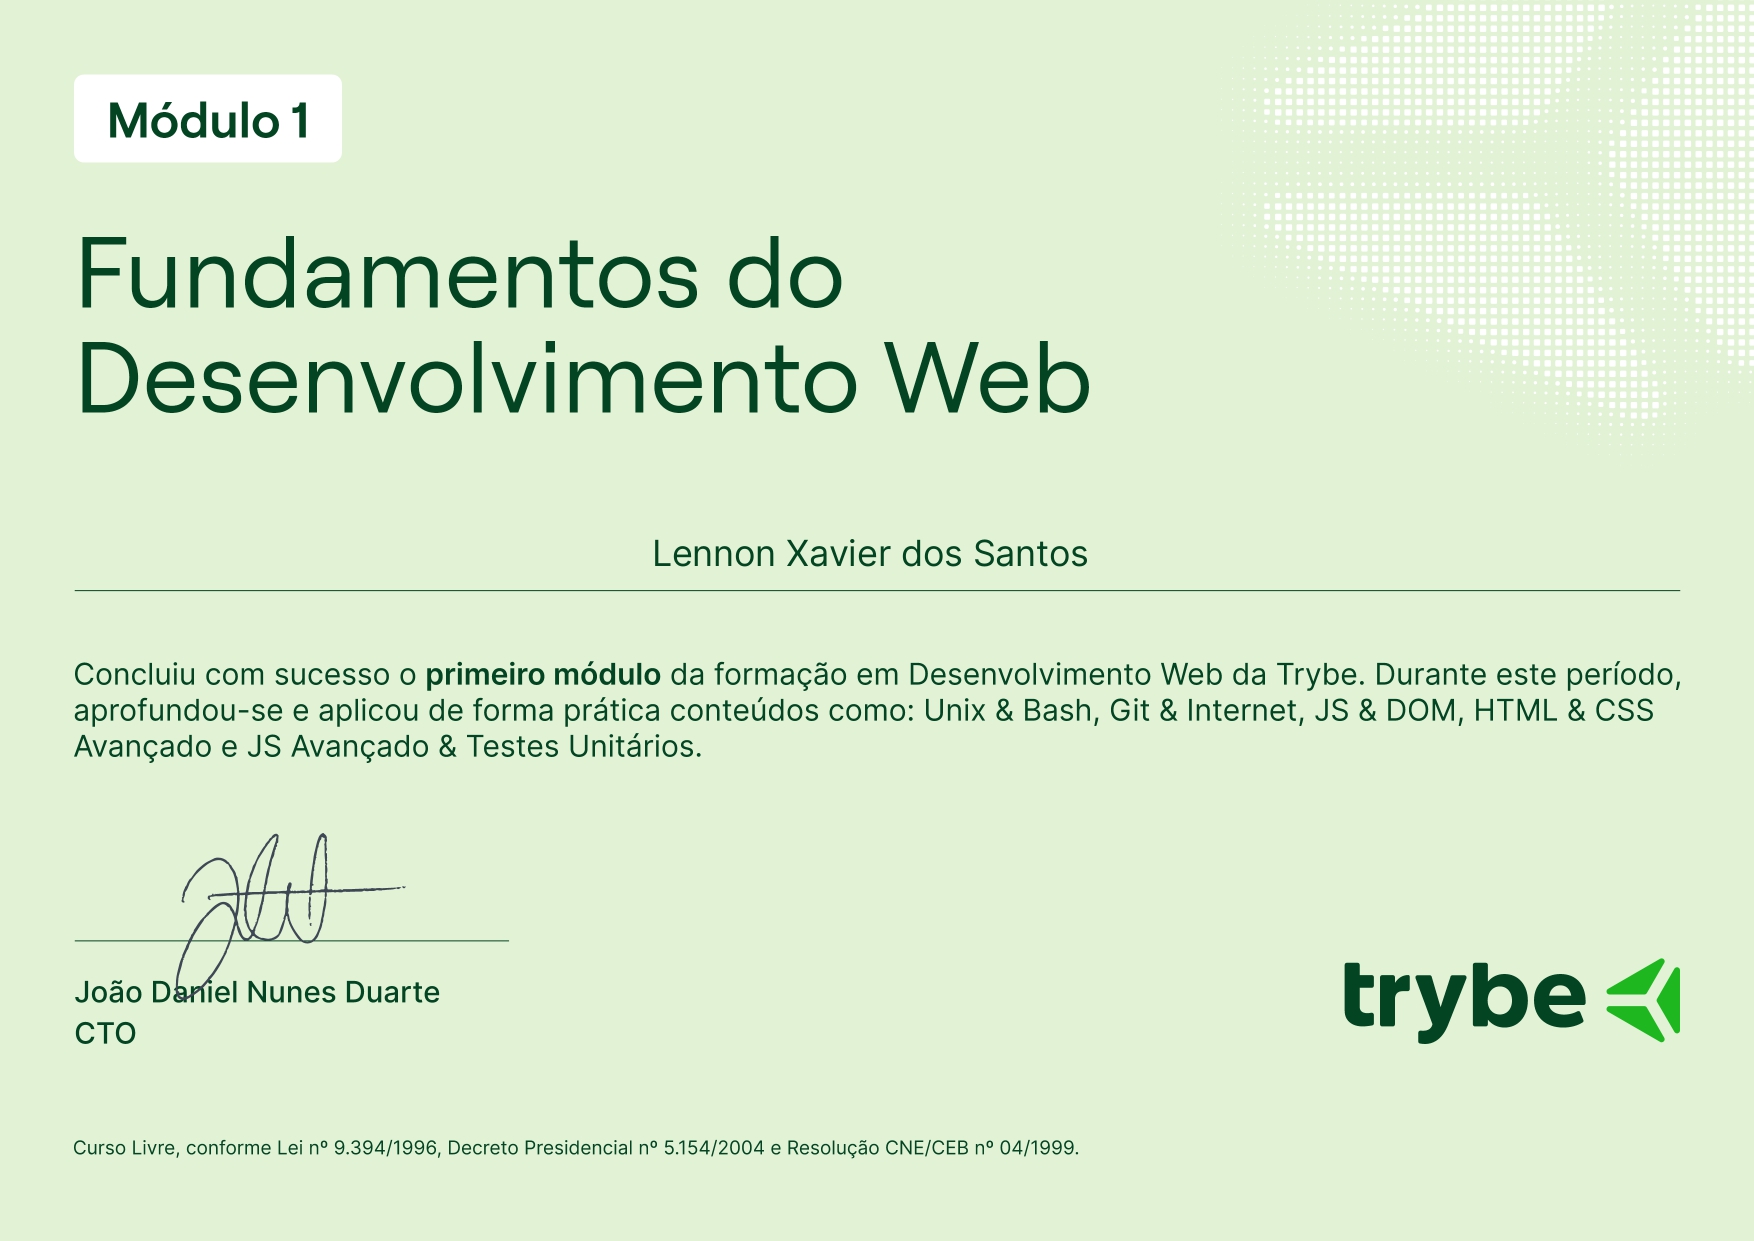 Módulo 1
Fundamentos do
Desenvolvimento Web
Lennon Xavier dos Santos
Concluiu com sucesso o primeiro módulo da formação em Desenvolvimento Web da Trybe. Durante este período,
aprofundou-se e aplicou de forma prática conteúdos como: Unix & Bash, Git & Internet, JS & DOM, HTML & CSS
Avançado e JS Avançado & Testes Unitários.
João Daniel Nunes Duarte
CTO
trybe
Curso Livre, conforme Lei nº 9.394/1996, Decreto Presidencial nº 5.154/2004 e Resolução CNE/CEB nº 04/1999.